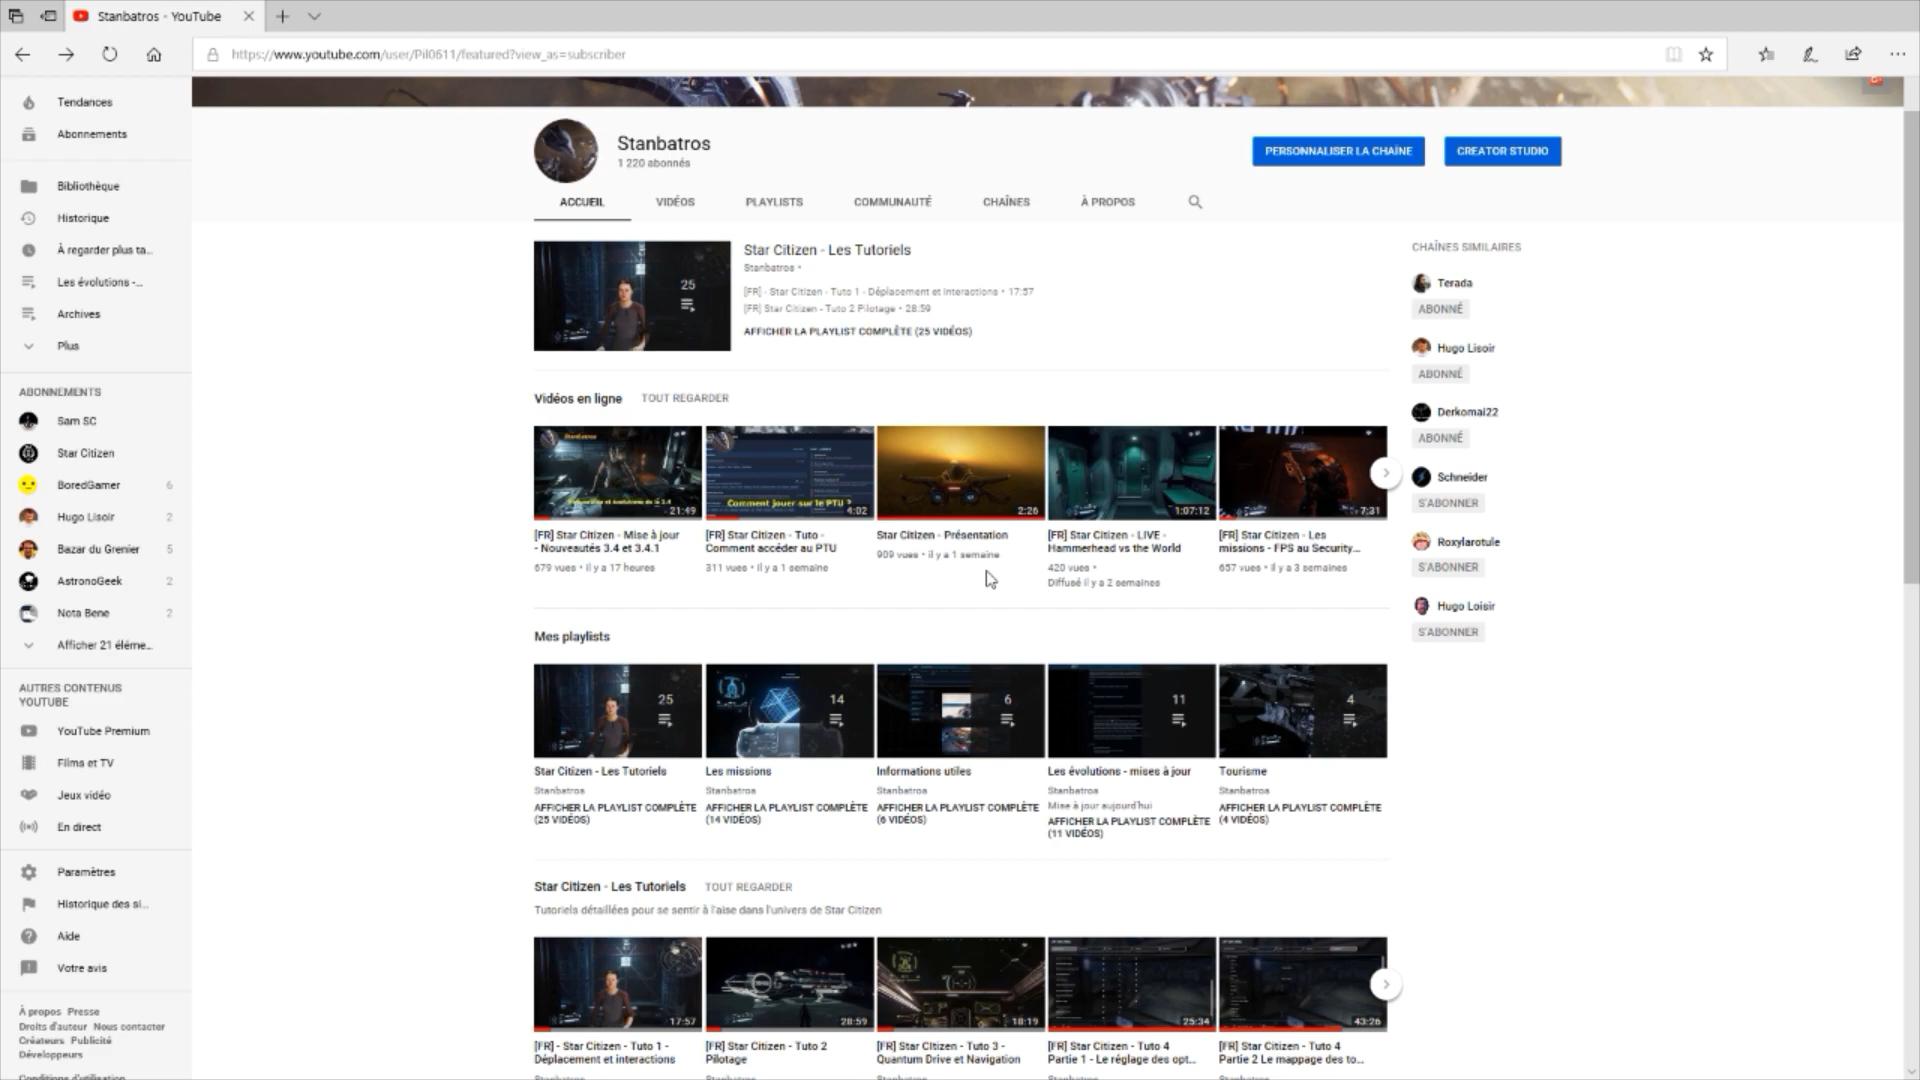 Stanbatros - YouTube
https://www.youtube.com/user/Pil0611/featured?view_as=subscriber
Tendances
Abonnements
Bibliothèque
Historique
À regarder plus ta...
Les évolutions -...
Archives
Plus
ABONNEMENTS
Sam SC
Star Citizen
BoredGamer 6
Hugo Lisoir 2
Bazar du Grenier 5
AstronoGeek 2
Nota Bene 2
Afficher 21 éléme...
AUTRES CONTENUS
YOUTUBE
YouTube Premium
Films et TV
Jeux vidéo
En direct
Paramètres
Historique des si...
Aide
Votre avis
À propos Presse
Droits d'auteur Nous contacter
Créateurs Publicité
Développeurs
Conditions d'utilisation
Stanbatros
1 220 abonnés
PERSONNALISER LA CHAÎNE
CREATOR STUDIO
ACCUEIL VIDÉOS PLAYLISTS COMMUNAUTÉ CHAÎNES À PROPOS
25
Star Citizen - Les Tutoriels
Stanbatros •
[FR] - Star Citizen - Tuto 1 - Déplacement et interactions • 17:57
[FR] Star Citizen - Tuto 2 Pilotage • 28:59
AFFICHER LA PLAYLIST COMPLÈTE (25 VIDÉOS)
Vidéos en ligne TOUT REGARDER
Stanbatros
21:49
[FR] Star Citizen - Mise à jour
- Nouveautés 3.4 et 3.4.1
679 vues • il y a 17 heures
Comment jouer sur le PTU ?
4:02
[FR] Star Citizen - Tuto -
Comment accéder au PTU
311 vues • il y a 1 semaine
2:26
Star Citizen - Présentation
909 vues • il y a 1 semaine
1:07:12
[FR] Star Citizen - LIVE -
Hammerhead vs the World
420 vues •
Diffusé il y a 2 semaines
7:31
[FR] Star Citizen - Les
missions - FPS au Security...
657 vues • il y a 3 semaines
Mes playlists
25
Star Citizen - Les Tutoriels
Stanbatros
AFFICHER LA PLAYLIST COMPLÈTE
(25 VIDÉOS)
14
Les missions
Stanbatros
AFFICHER LA PLAYLIST COMPLÈTE
(14 VIDÉOS)
6
Informations utiles
Stanbatros
AFFICHER LA PLAYLIST COMPLÈTE
(6 VIDÉOS)
11
Les évolutions - mises à jour
Stanbatros
Mise à jour aujourd'hui
AFFICHER LA PLAYLIST COMPLÈTE
(11 VIDÉOS)
4
Tourisme
Stanbatros
AFFICHER LA PLAYLIST COMPLÈTE
(4 VIDÉOS)
Star Citizen - Les Tutoriels TOUT REGARDER
Tutoriels détaillées pour se sentir à l'aise dans l'univers de Star Citizen
17:57
[FR] - Star Citizen - Tuto 1 -
Déplacement et interactions
Stanbatros
28:59
[FR] Star Citizen - Tuto 2
Pilotage
Stanbatros
18:19
[FR] Star Citizen - Tuto 3 -
Quantum Drive et Navigation
Stanbatros
25:34
[FR] Star Citizen - Tuto 4
Partie 1 - Le réglage des opt...
Stanbatros
43:26
[FR] Star Citizen - Tuto 4
Partie 2 Le mappage des to...
Stanbatros
CHAÎNES SIMILAIRES
Terada
ABONNÉ
Hugo Lisoir
ABONNÉ
Derkomai22
ABONNÉ
Schneider
S'ABONNER
Roxylarotule
S'ABONNER
Hugo Loisir
S'ABONNER